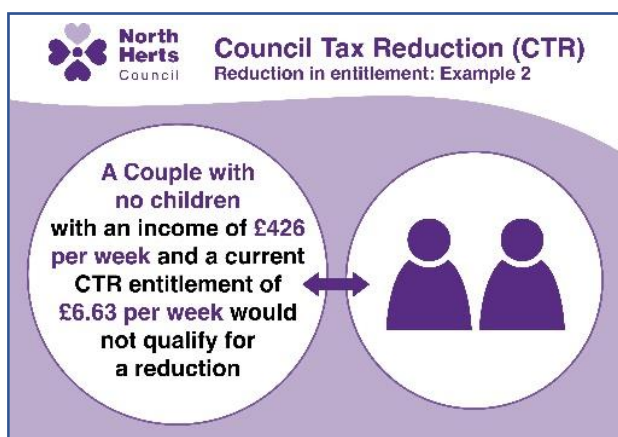 North
Herts
Council
Council Tax Reduction (CTR)
Reduction in entitlement: Example 2
A Couple with
no children
with an income of £426
per week and a current
CTR entitlement of
£6.63 per week would
not qualify for
a reduction